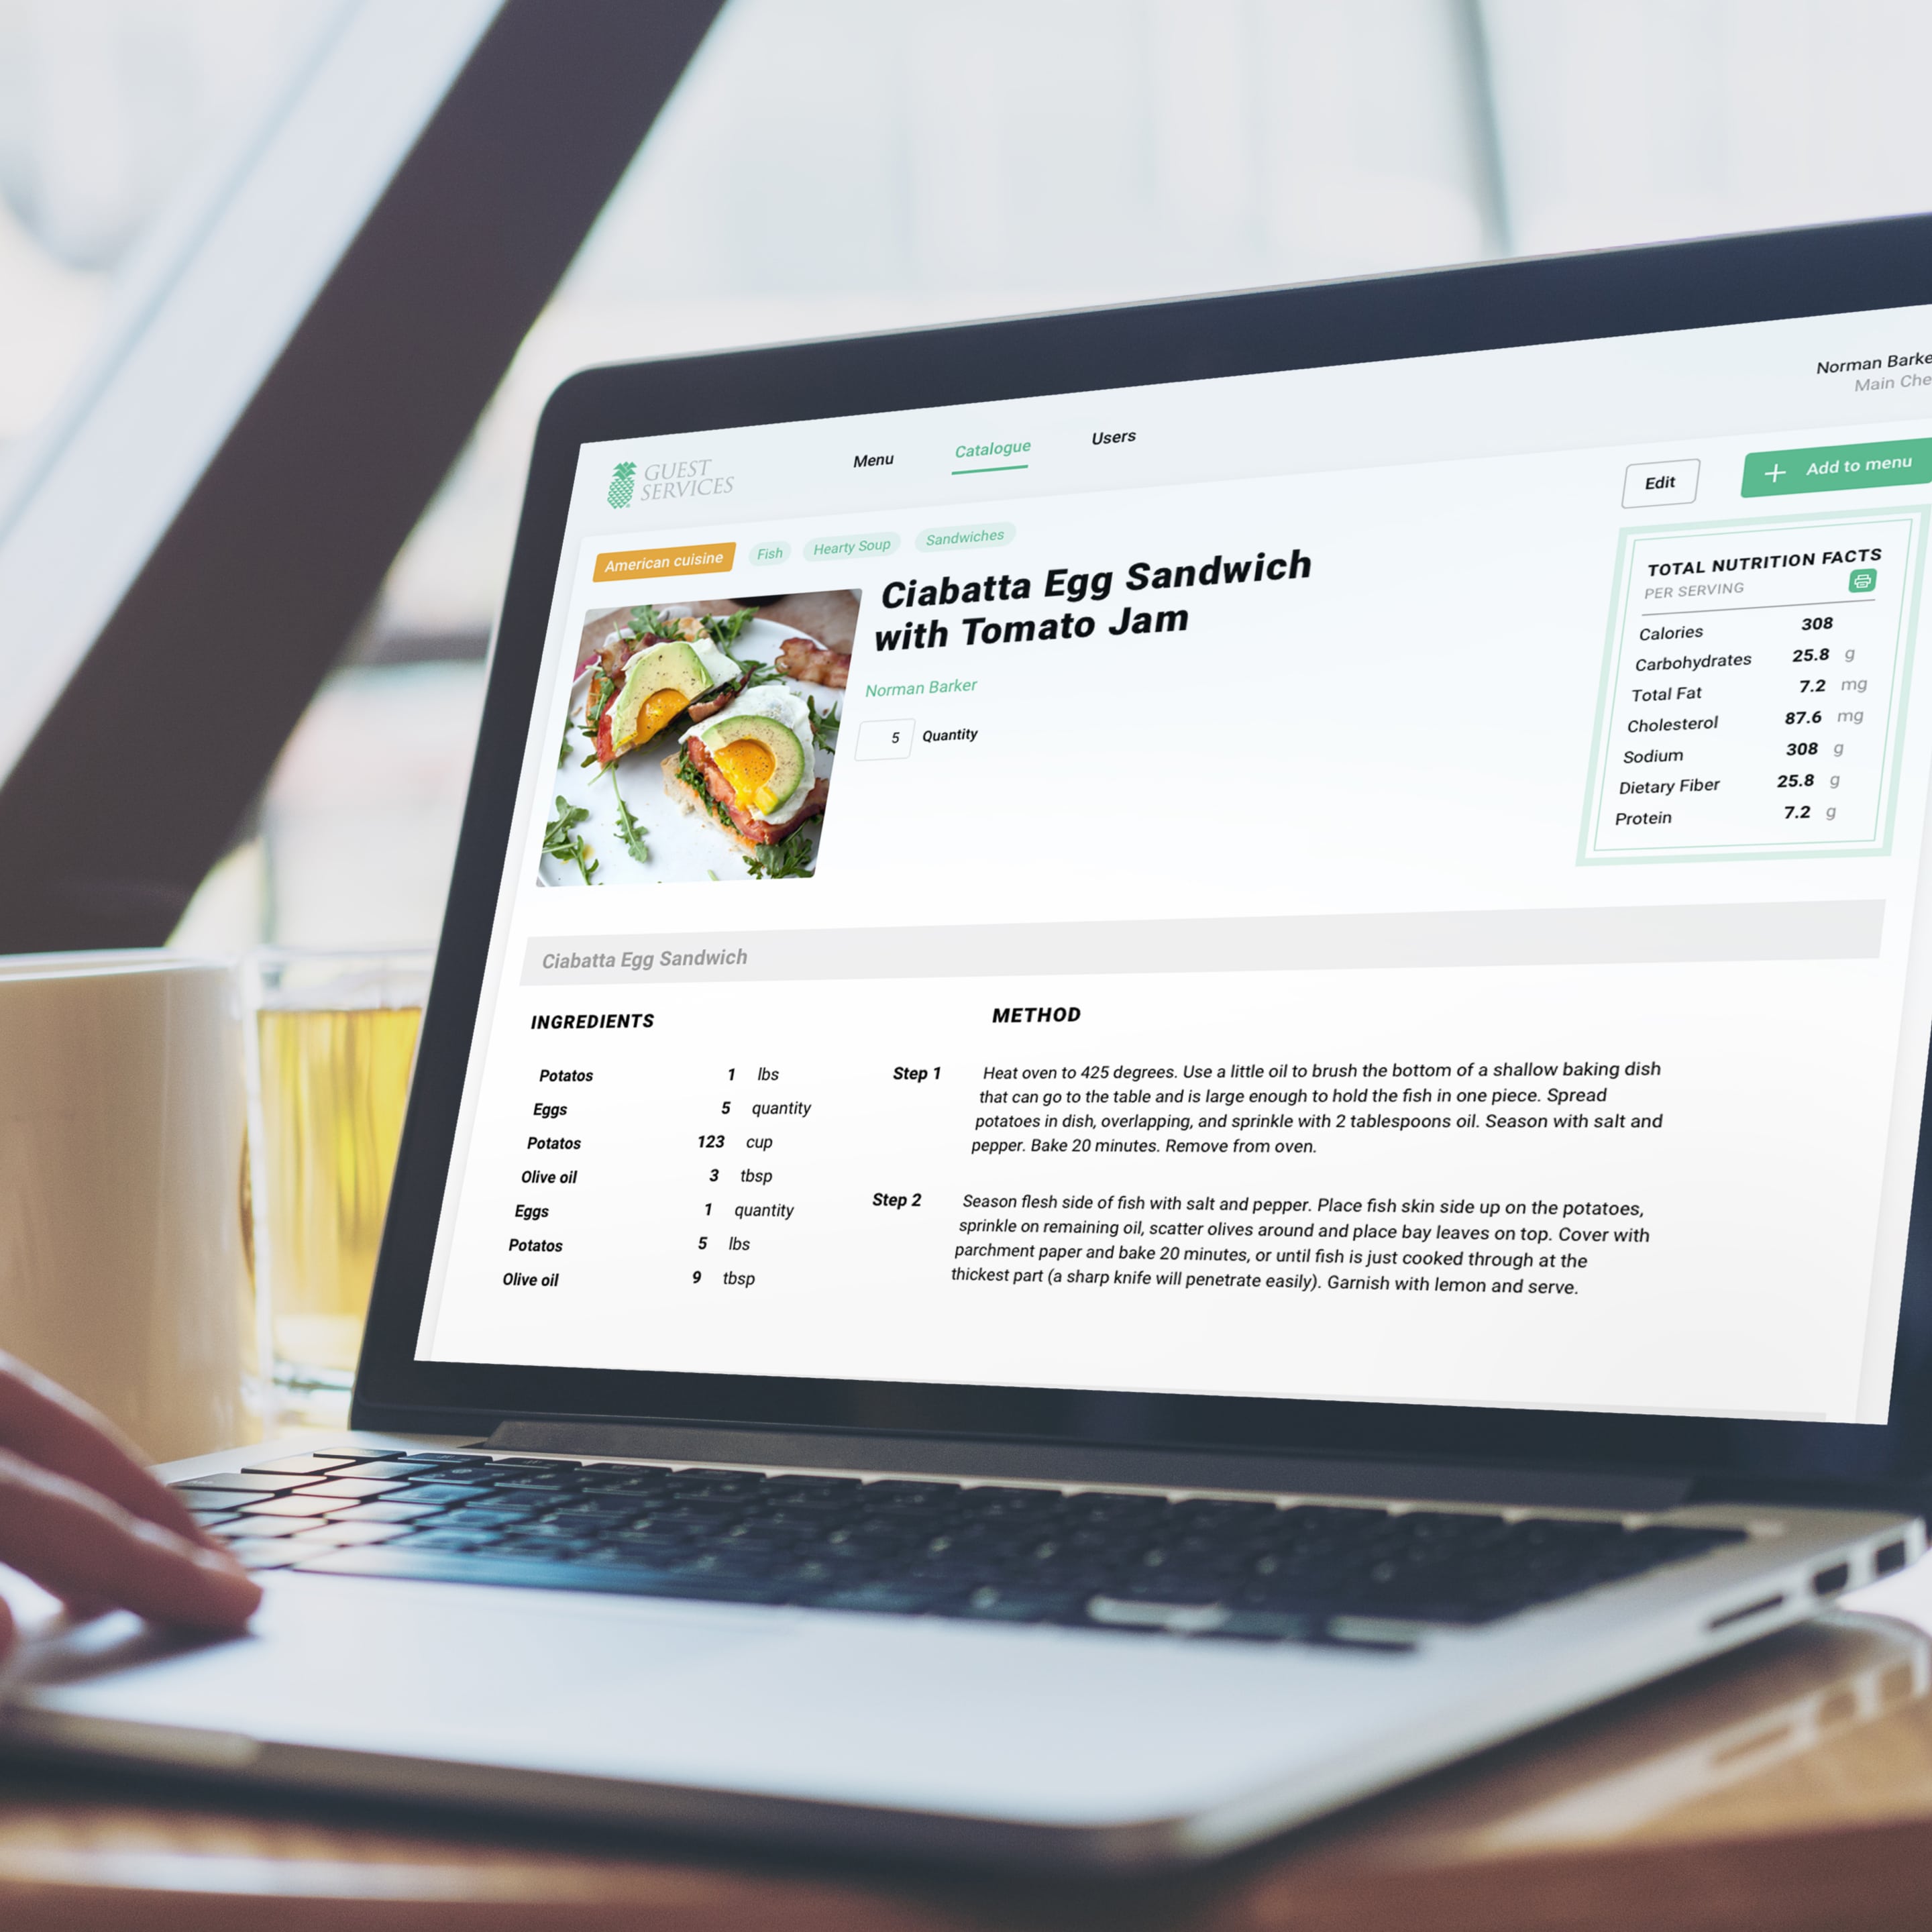 Norman Barke
Main Che
GUEST
SERVICES
Menu
Catalogue
Users
Edit
+ Add to menu
American cuisine
Fish
Hearty Soup
Sandwiches
Ciabatta Egg Sandwich
with Tomato Jam
Norman Barker
5 Quantity
TOTAL NUTRITION FACTS
PER SERVING
Calories 308
Carbohydrates 25.8 g
Total Fat 7.2 mg
Cholesterol 87.6 mg
Sodium 308 g
Dietary Fiber 25.8 g
Protein 7.2 g
Ciabatta Egg Sandwich
INGREDIENTS
Potatos 1 lbs
Eggs 5 quantity
Potatos 123 cup
Olive oil 3 tbsp
Eggs 1 quantity
Potatos 5 lbs
Olive oil 9 tbsp
METHOD
Step 1
Heat oven to 425 degrees. Use a little oil to brush the bottom of a shallow baking dish
that can go to the table and is large enough to hold the fish in one piece. Spread
potatoes in dish, overlapping, and sprinkle with 2 tablespoons oil. Season with salt and
pepper. Bake 20 minutes. Remove from oven.
Step 2
Season flesh side of fish with salt and pepper. Place fish skin side up on the potatoes,
sprinkle on remaining oil, scatter olives around and place bay leaves on top. Cover with
parchment paper and bake 20 minutes, or until fish is just cooked through at the
thickest part (a sharp knife will penetrate easily). Garnish with lemon and serve.